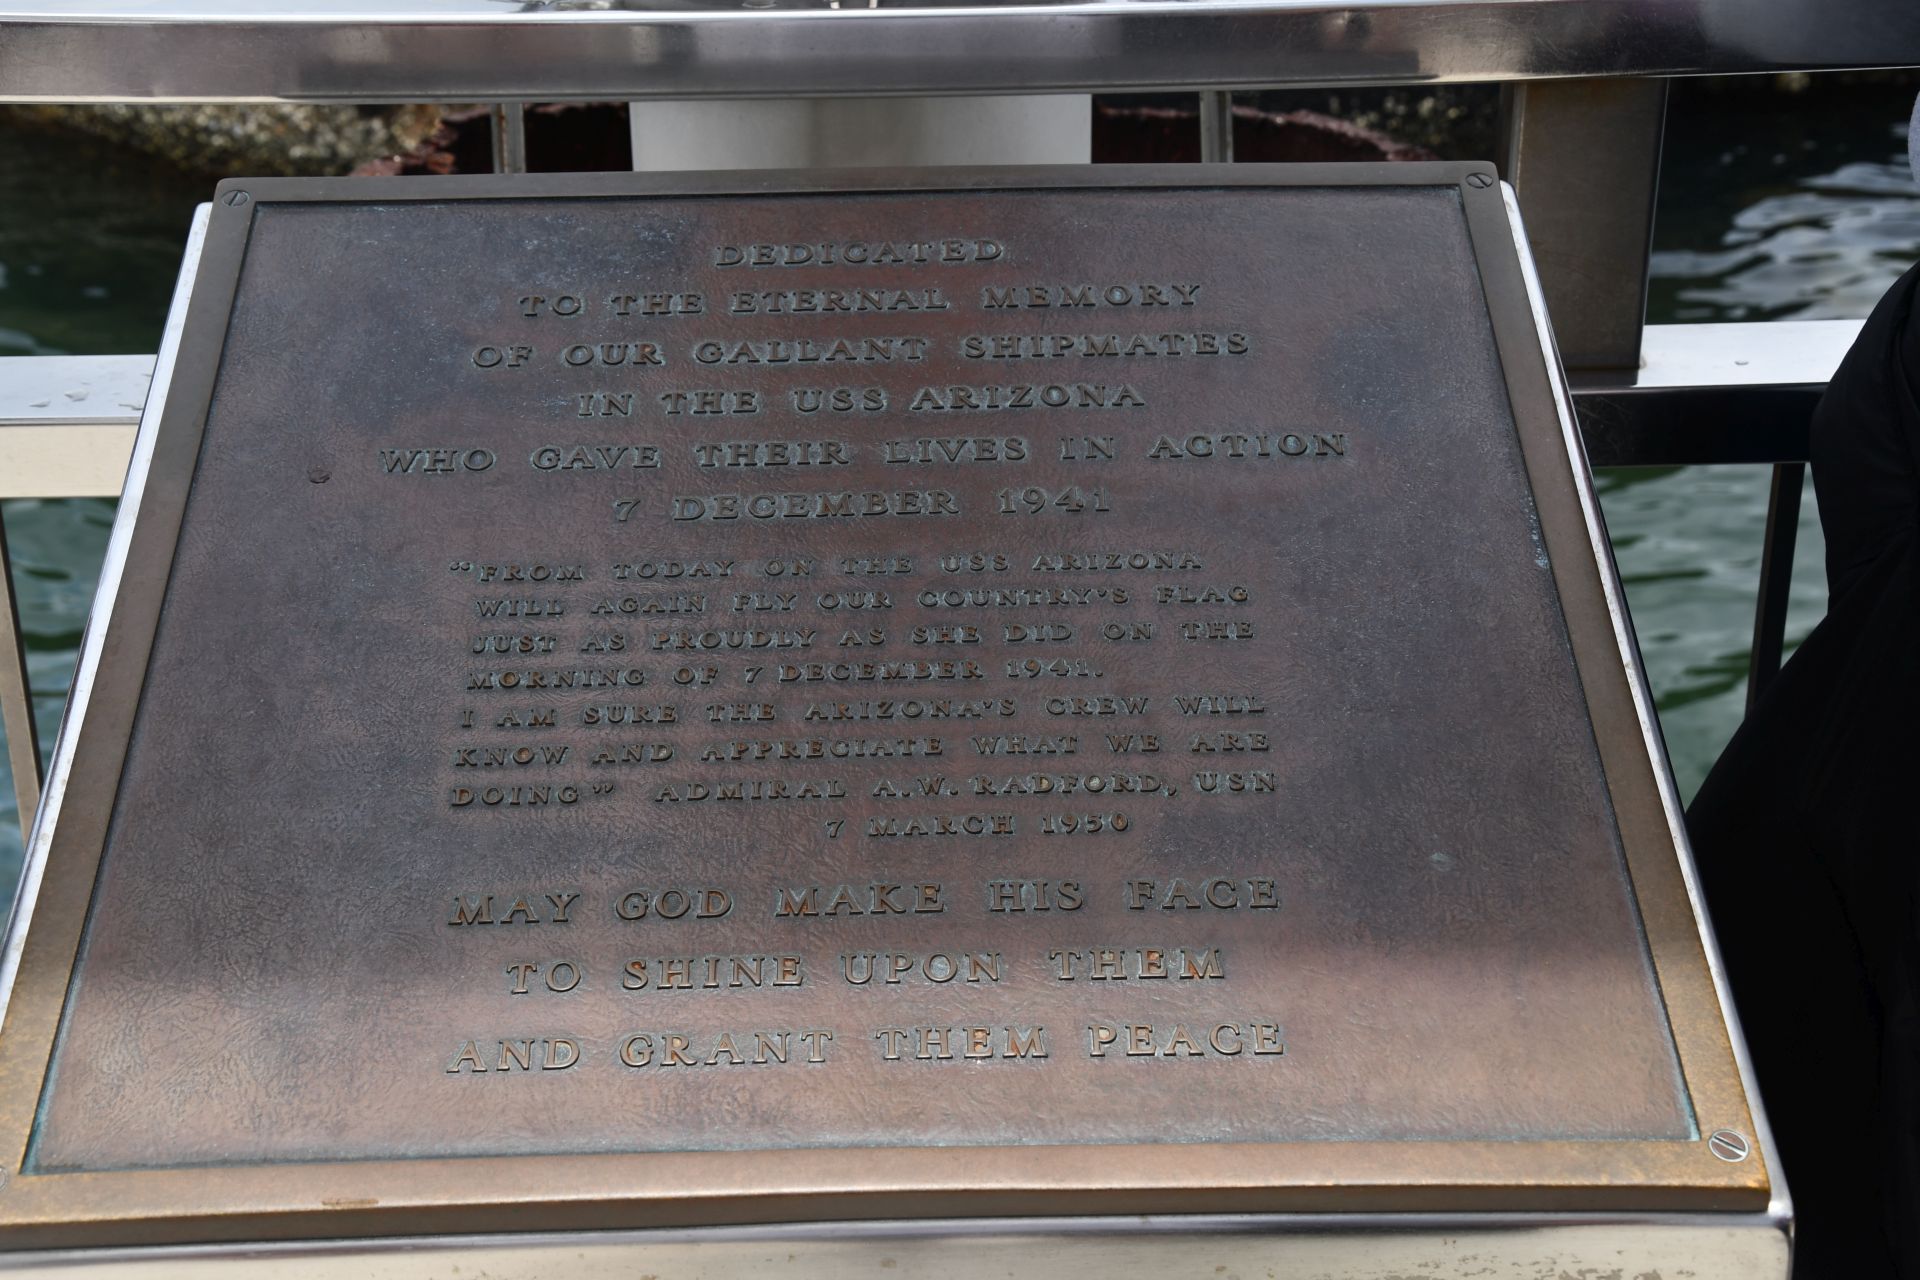 DEDICATED
TO THE ETERNAL MEMORY
OF OUR GALLANT SHIPMATES
IN THE USS ARIZONA
WHO GAVE THEIR LIVES IN ACTION
7 DECEMBER 1941
"FROM TODAY ON THE USS ARIZONA
WILL AGAIN FLY OUR COUNTRY'S FLAG
JUST AS PROUDLY AS SHE DID ON THE
MORNING OF 7 DECEMBER 1941.
I AM SURE THE ARIZONA'S CREW WILL
KNOW AND APPRECIATE WHAT WE ARE
DOING" ADMIRAL A.W. RADFORD, USN
7 MARCH 1950
MAY GOD MAKE HIS FACE
TO SHINE UPON THEM
AND GRANT THEM PEACE